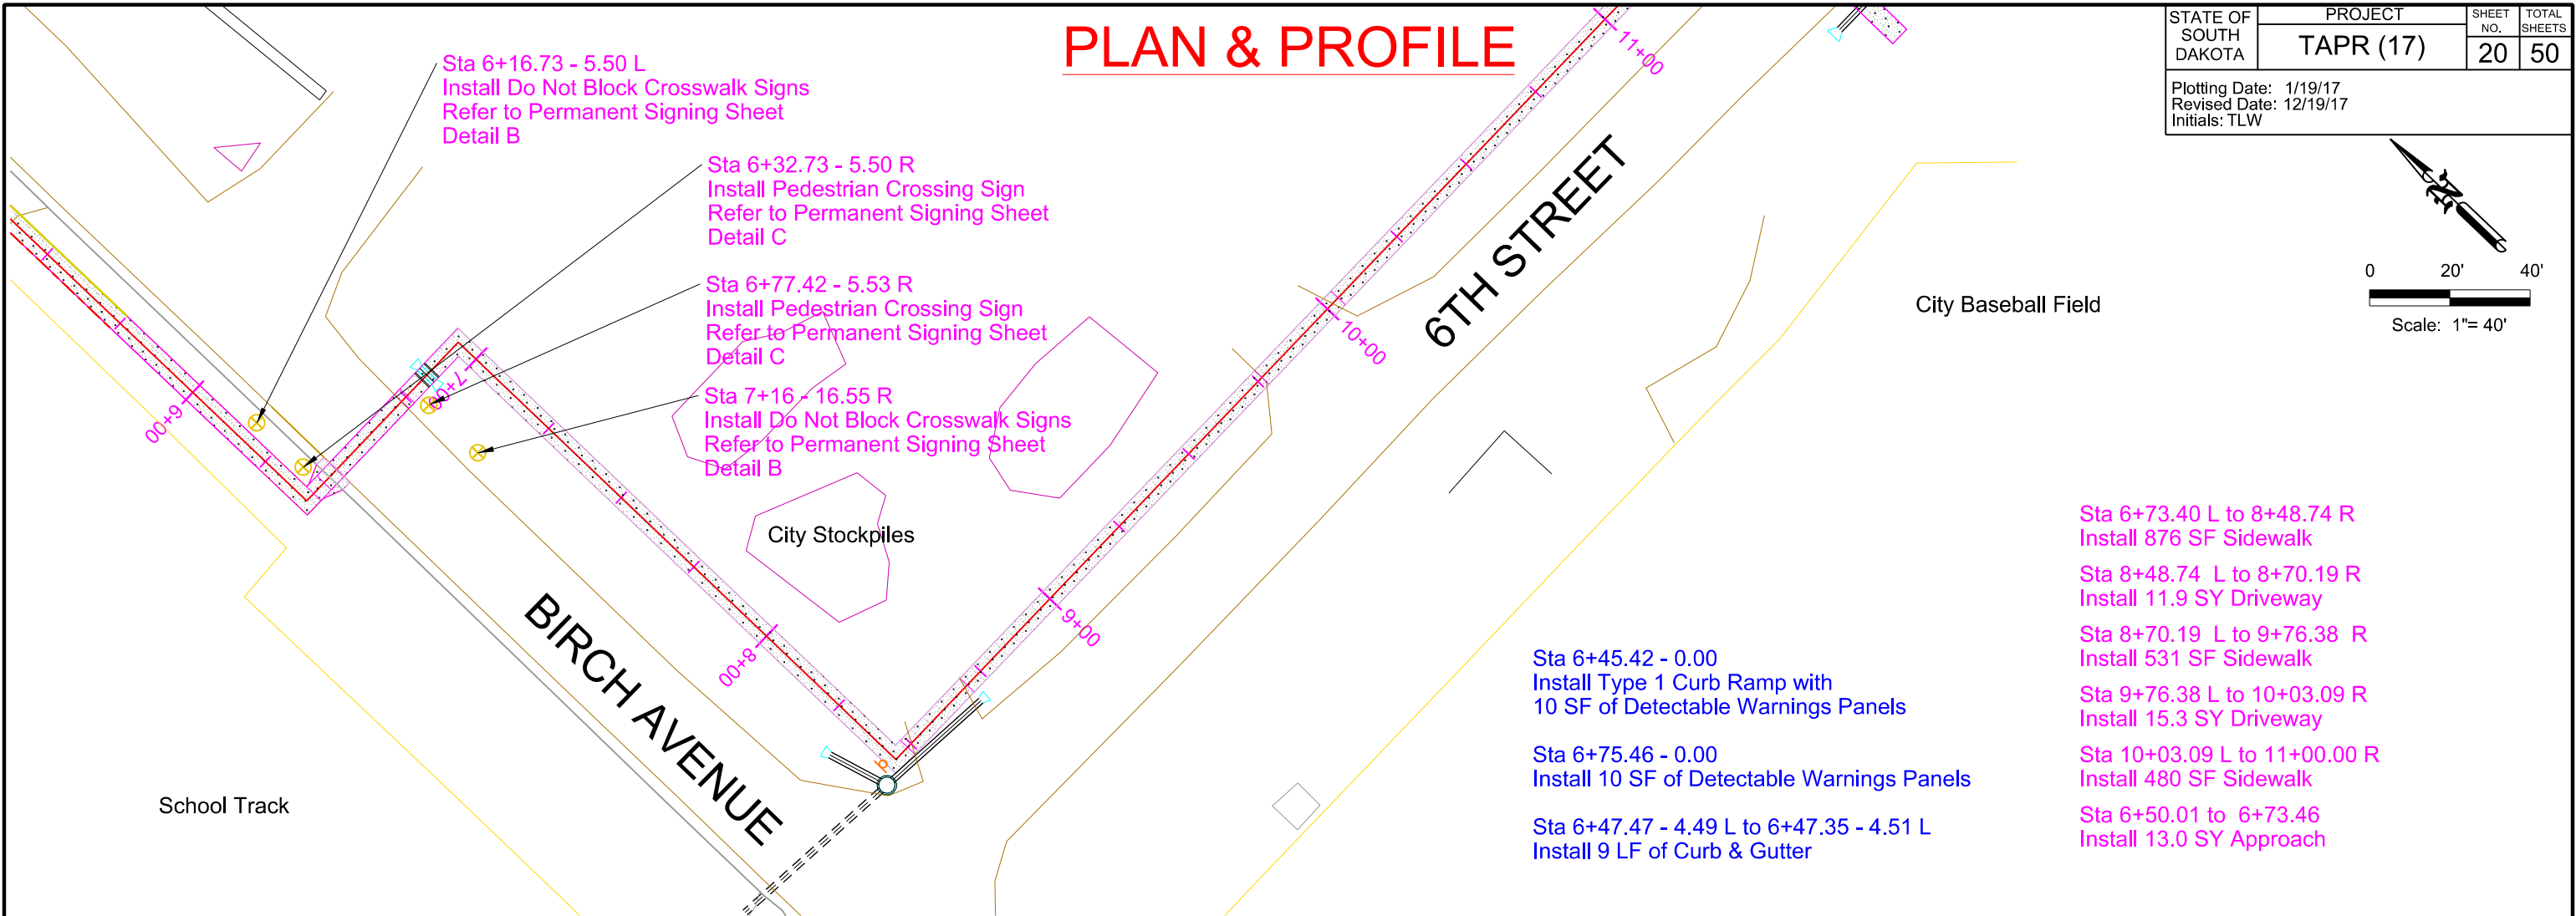 PLAN & PROFILE
STATE OF
SOUTH
DAKOTA
PROJECT
TAPR (17)
SHEET
NO.
20
TOTAL
SHEETS
50
Plotting Date: 1/19/17
Revised Date: 12/19/17
Initials: TLW
N
0 20' 40'
Scale: 1"= 40'
Sta 6+16.73 - 5.50 L
Install Do Not Block Crosswalk Signs
Refer to Permanent Signing Sheet
Detail B
Sta 6+32.73 - 5.50 R
Install Pedestrian Crossing Sign
Refer to Permanent Signing Sheet
Detail C
Sta 6+77.42 - 5.53 R
Install Pedestrian Crossing Sign
Refer to Permanent Signing Sheet
Detail C
Sta 7+16 - 16.55 R
Install Do Not Block Crosswalk Signs
Refer to Permanent Signing Sheet
Detail B
6+00
7+00
8+00
9+00
10+00
11+00
6TH STREET
BIRCH AVENUE
City Baseball Field
City Stockpiles
School Track
Sta 6+45.42 - 0.00
Install Type 1 Curb Ramp with
10 SF of Detectable Warnings Panels
Sta 6+75.46 - 0.00
Install 10 SF of Detectable Warnings Panels
Sta 6+47.47 - 4.49 L to 6+47.35 - 4.51 L
Install 9 LF of Curb & Gutter
Sta 6+73.40 L to 8+48.74 R
Install 876 SF Sidewalk
Sta 8+48.74 L to 8+70.19 R
Install 11.9 SY Driveway
Sta 8+70.19 L to 9+76.38 R
Install 531 SF Sidewalk
Sta 9+76.38 L to 10+03.09 R
Install 15.3 SY Driveway
Sta 10+03.09 L to 11+00.00 R
Install 480 SF Sidewalk
Sta 6+50.01 to 6+73.46
Install 13.0 SY Approach